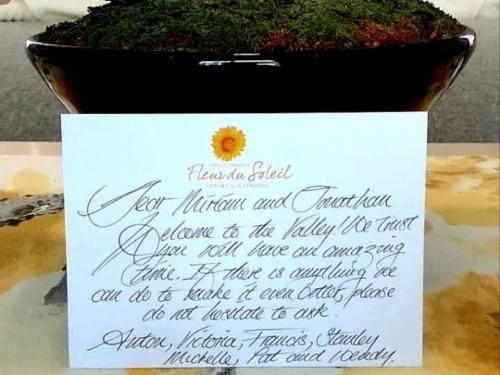 FRANSCHHOEK
Fleur du Soleil
LUXURY GUESTHOUSE
Dear Miriam and Jonathan
Welcome to the Valley! We trust
you will have an amazing
time. If there is anything we
can do to make it even better, please
do not hesitate to ask.
Anton, Victoria, Francis, Stanley
Michelle, Pat and Wendy.